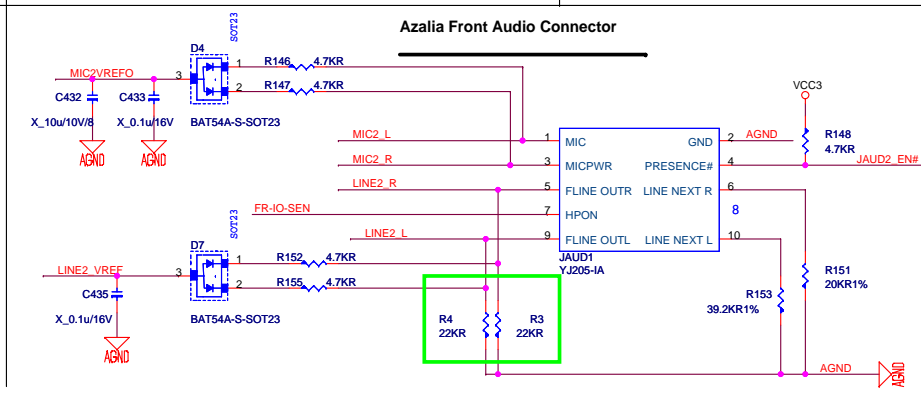 Azalia Front Audio Connector
SOT23
D4
MIC2VREFO
3
1
R146
4.7KR
2
R147
4.7KR
C432
C433
X_10u/10V/8
X_0.1u/16V
BAT54A-S-SOT23
AGND
AGND
VCC3
R148
4.7KR
MIC2_L
1
MIC
GND
2
AGND
MIC2_R
3
MICPWR
PRESENCE#
4
JAUD2_EN#
LINE2_R
5
FLINE OUTR
LINE NEXT R
6
FR-IO-SEN
7
HPON
8
LINE2_L
9
FLINE OUTL
LINE NEXT L
10
JAUD1
YJ205-IA
SOT23
D7
LINE2_VREF
3
1
R152
4.7KR
2
R155
4.7KR
C435
X_0.1u/16V
BAT54A-S-SOT23
AGND
R4
22KR
R3
22KR
R153
39.2KR1%
R151
20KR1%
AGND
AGND